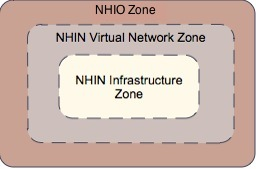 NHIO Zone
NHIN Virtual Network Zone
NHIN Infrastructure
Zone